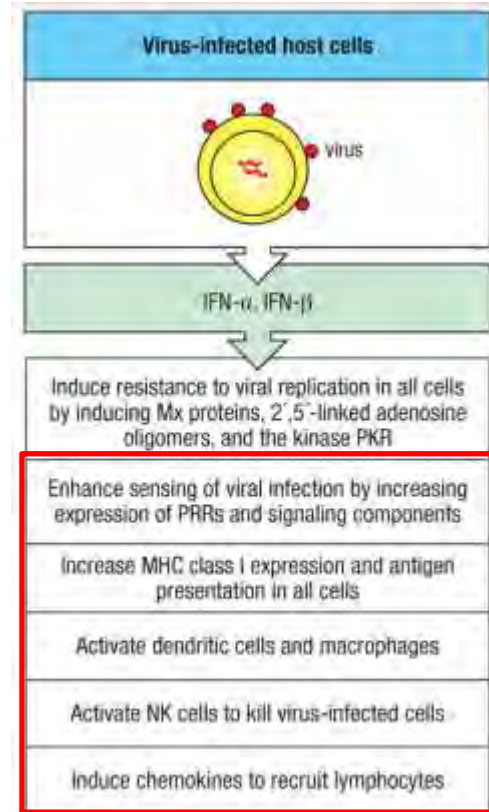 Virus-infected host cells
virus
IFN-α, IFN-β
Induce resistance to viral replication in all cells
by inducing Mx proteins, 2´,5´-linked adenosine
oligomers, and the kinase PKR
Enhance sensing of viral infection by increasing
expression of PRRs and signaling components
Increase MHC class I expression and antigen
presentation in all cells
Activate dendritic cells and macrophages
Activate NK cells to kill virus-infected cells
Induce chemokines to recruit lymphocytes